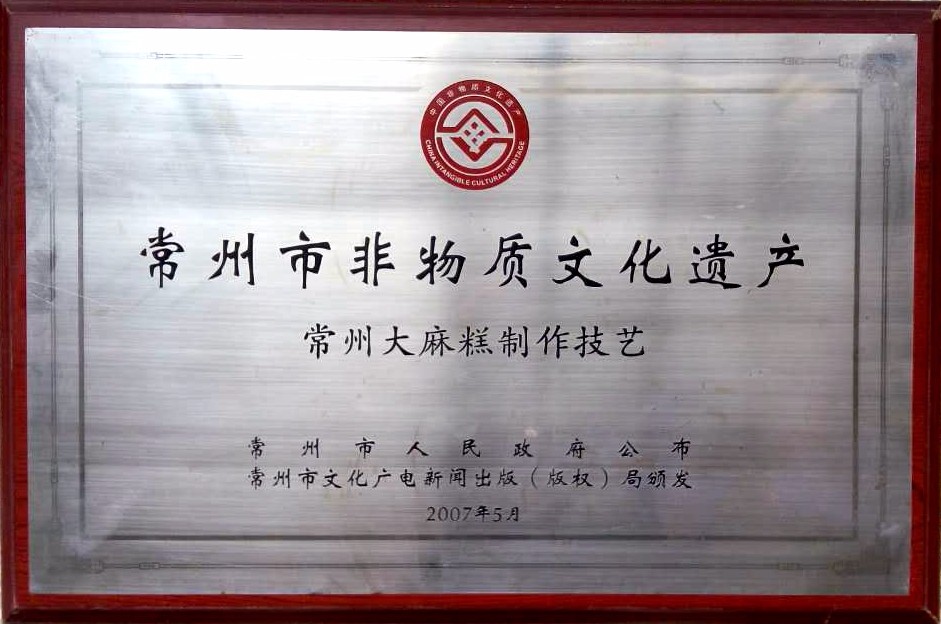 中国非物质文化遗产
CHINA INTANGIBLE CULTURAL HERITAGE
常州市非物质文化遗产
常州大麻糕制作技艺
常州市人民政府公布
常州市文化广电新闻出版（版权）局颁发
2007年5月